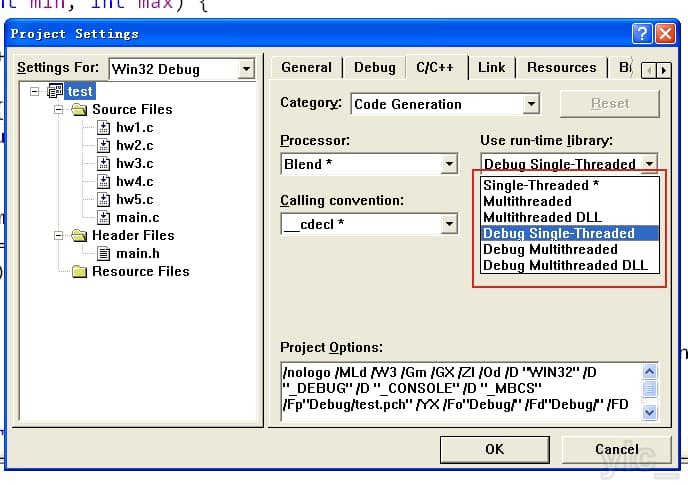 nt min, int max) {
Project Settings
Settings For: Win32 Debug
test
Source Files
hw1.c
hw2.c
hw3.c
hw4.c
hw5.c
main.c
Header Files
main.h
Resource Files
General Debug C/C++ Link Resources
Category: Code Generation Reset
Processor:
Blend *
Use run-time library:
Debug Single-Threaded
Single-Threaded *
Multithreaded
Multithreaded DLL
Debug Single-Threaded
Debug Multithreaded
Debug Multithreaded DLL
Calling convention:
__cdecl *
Project Options:
/nologo /MLd /W3 /Gm /GX /ZI /Od /D "WIN32" /D
"_DEBUG" /D "_CONSOLE" /D "_MBCS"
/Fp"Debug/test.pch" /YX /Fo"Debug/" /Fd"Debug/" /FD
OK Cancel